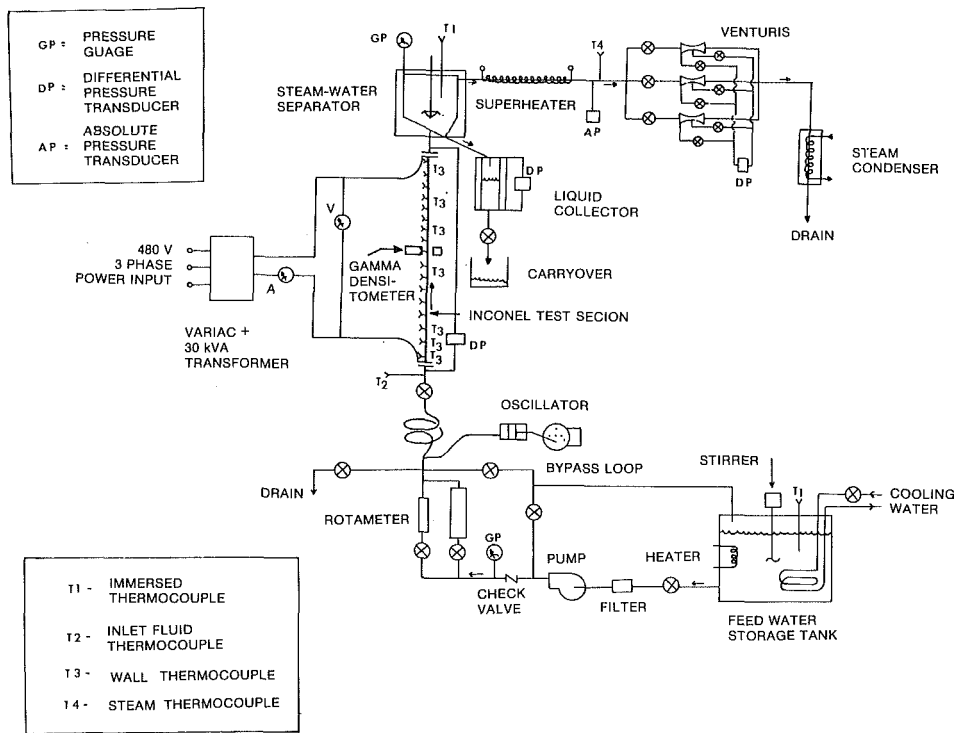 GP = PRESSURE
GUAGE
DP = DIFFERENTIAL
PRESSURE
TRANSDUCER
AP = ABSOLUTE
PRESSURE
TRANSDUCER
GP
T1
STEAM-WATER
SEPARATOR
SUPERHEATER
T4
AP
VENTURIS
DP
STEAM
CONDENSER
DRAIN
DP
LIQUID
COLLECTOR
CARRYOVER
T3
T3
T3
V
480 V
3 PHASE
POWER INPUT
A
VARIAC +
30 kVA
TRANSFORMER
GAMMA
DENSI-
TOMETER
T3
INCONEL TEST SECION
T3
T3
T3
DP
T2
OSCILLATOR
BYPASS LOOP
DRAIN
ROTAMETER
GP
CHECK
VALVE
PUMP
FILTER
STIRRER
T1
COOLING
WATER
HEATER
FEED WATER
STORAGE TANK
T1 - IMMERSED
THERMOCOUPLE
T2 - INLET FLUID
THERMOCOUPLE
T3 - WALL THERMOCOUPLE
T4 - STEAM THERMOCOUPLE